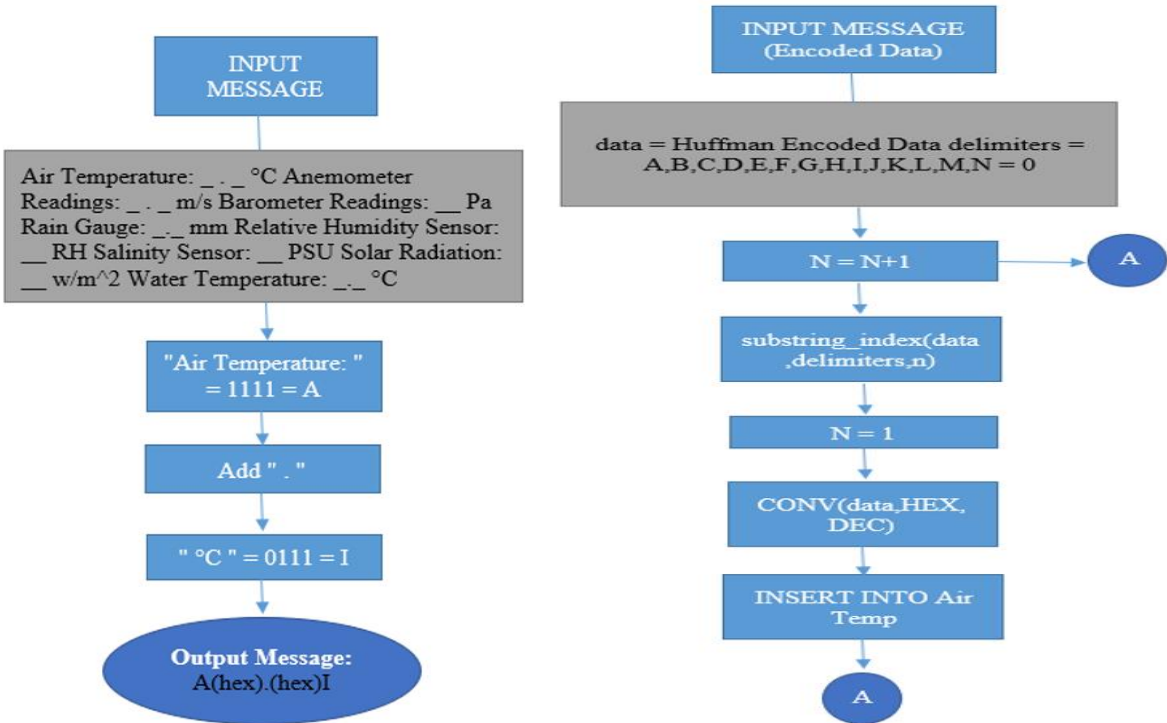 INPUT
MESSAGE
Air Temperature: _ . _ °C Anemometer
Readings: _ . _ m/s Barometer Readings: __ Pa
Rain Gauge: _._ mm Relative Humidity Sensor:
__ RH Salinity Sensor: __ PSU Solar Radiation:
__ w/m^2 Water Temperature: _._ °C
"Air Temperature: "
= 1111 = A
Add " . "
" °C " = 0111 = I
Output Message:
A(hex).(hex)I
INPUT MESSAGE
(Encoded Data)
data = Huffman Encoded Data delimiters =
A,B,C,D,E,F,G,H,I,J,K,L,M,N = 0
N = N+1
A
substring_index(data
,delimiters,n)
N = 1
CONV(data,HEX,
DEC)
INSERT INTO Air
Temp
A